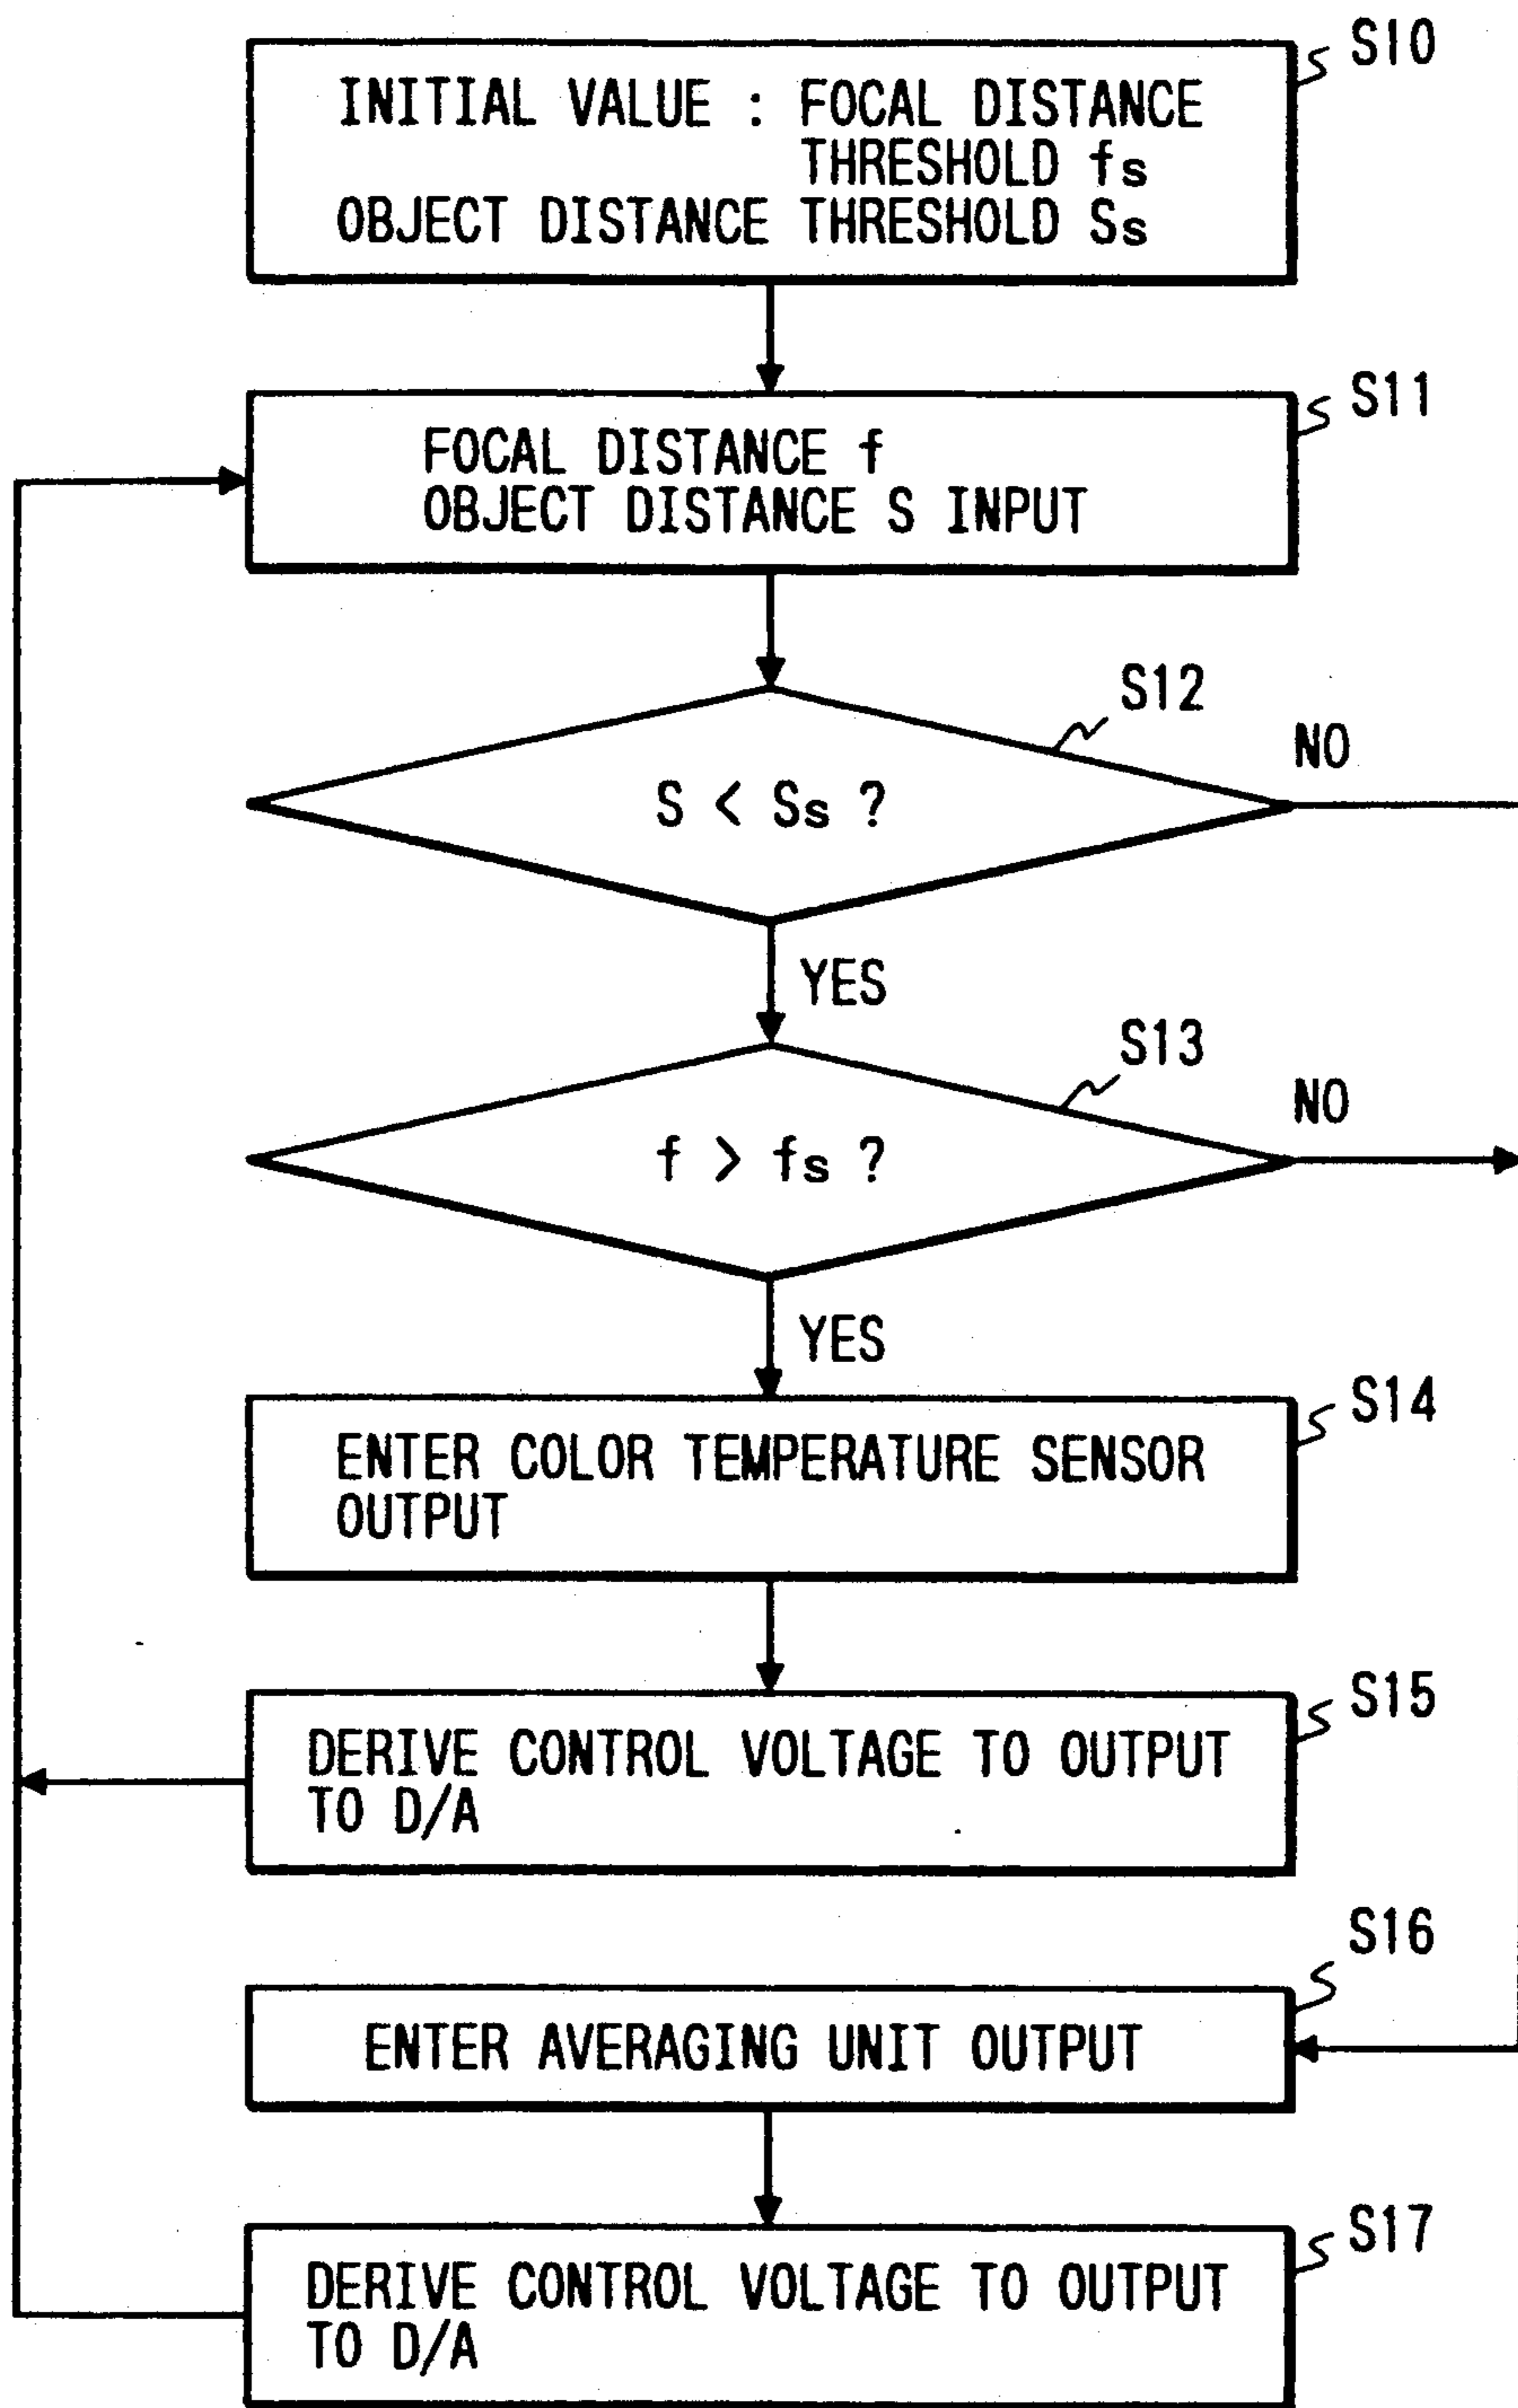 S10
INITIAL VALUE : FOCAL DISTANCE
THRESHOLD fs
OBJECT DISTANCE THRESHOLD Ss
S11
FOCAL DISTANCE f
OBJECT DISTANCE S INPUT
S12
NO
S < Ss ?
YES
S13
NO
f > fs ?
YES
S14
ENTER COLOR TEMPERATURE SENSOR
OUTPUT
S15
DERIVE CONTROL VOLTAGE TO OUTPUT
TO D/A
S16
ENTER AVERAGING UNIT OUTPUT
S17
DERIVE CONTROL VOLTAGE TO OUTPUT
TO D/A